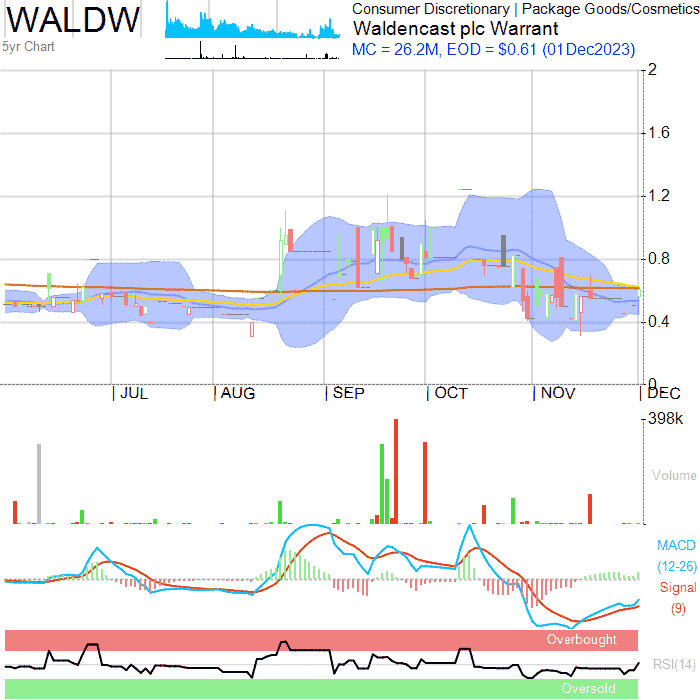 WALDW
5yr Chart
Consumer Discretionary | Package Goods/Cosmetics
Waldencast plc Warrant
MC = 26.2M, EOD = $0.61 (01Dec2023)
2
1.6
1.2
0.8
0.4
0
JUL AUG SEP OCT NOV DEC
398k
Volume
MACD
(12-26)
Signal
(9)
Overbought
RSI(14)
Oversold